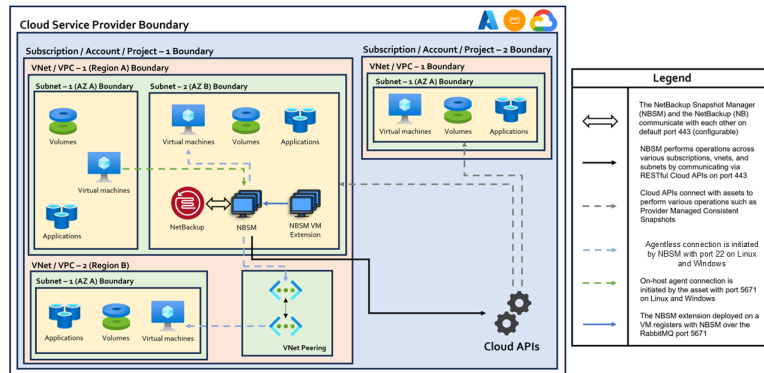 Cloud Service Provider Boundary
aws
Subscription / Account / Project – 1 Boundary
VNet / VPC – 1 (Region A) Boundary
Subnet – 1 (AZ A) Boundary
Volumes
Virtual machines
Applications
Subnet – 2 (AZ B) Boundary
Virtual machines
Volumes
Applications
NetBackup
NBSM
NBSM VM
Extension
VNet / VPC – 2 (Region B)
Subnet – 1 (AZ A) Boundary
Applications
Volumes
Virtual machines
VNet Peering
Subscription / Account / Project – 2 Boundary
VNet / VPC – 1 Boundary
Subnet – 1 (AZ A) Boundary
Virtual machines
Volumes
Applications
Cloud APIs
Legend
The NetBackup Snapshot Manager
(NBSM) and the NetBackup (NB)
communicate with each other on
default port 443 (configurable)
NBSM performs operations across
various subscriptions, vnets, and
subnets by communicating via
RESTful Cloud APIs on port 443
Cloud APIs connect with assets to
perform various operations such as
Provider Managed Consistent
Snapshots
Agentless connection is initiated
by NBSM with port 22 on Linux
and Windows
On-host agent connection is
initiated by the asset with port 5671
on Linux and Windows
The NBSM extension deployed on a
VM registers with NBSM over the
RabbitMQ port 5671